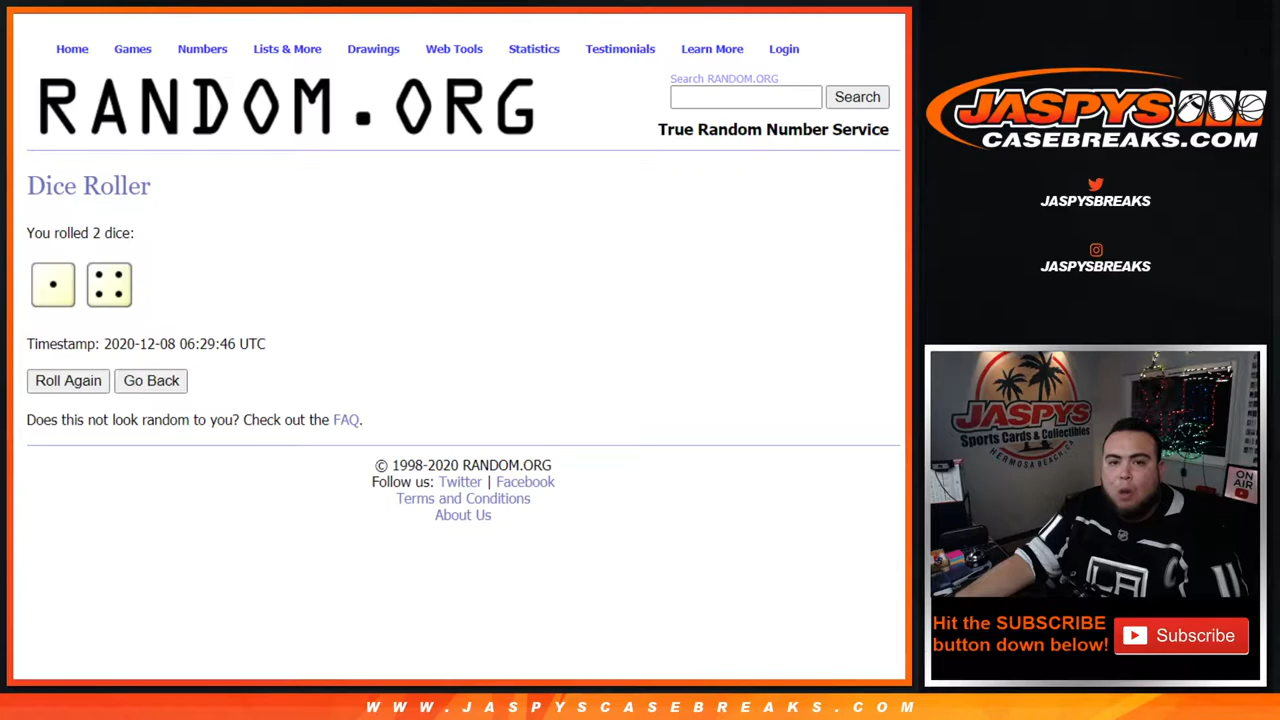 Home Games Numbers Lists & More Drawings Web Tools Statistics Testimonials Learn More Login
RANDOM.ORG
Search RANDOM.ORG
Search
True Random Number Service
Dice Roller
You rolled 2 dice:
Timestamp: 2020-12-08 06:29:46 UTC
Roll Again Go Back
Does this not look random to you? Check out the FAQ.
© 1998-2020 RANDOM.ORG
Follow us: Twitter | Facebook
Terms and Conditions
About Us
JASPYS
CASEBREAKS.COM
JASPYSBREAKS
JASPYSBREAKS
JASPYS
Sports Cards & Collectibles
HERMOSA BEACH, CA
ON
AIR
LA
Hit the SUBSCRIBE
button down below!
Subscribe
WWW.JASPYSCASEBREAKS.COM